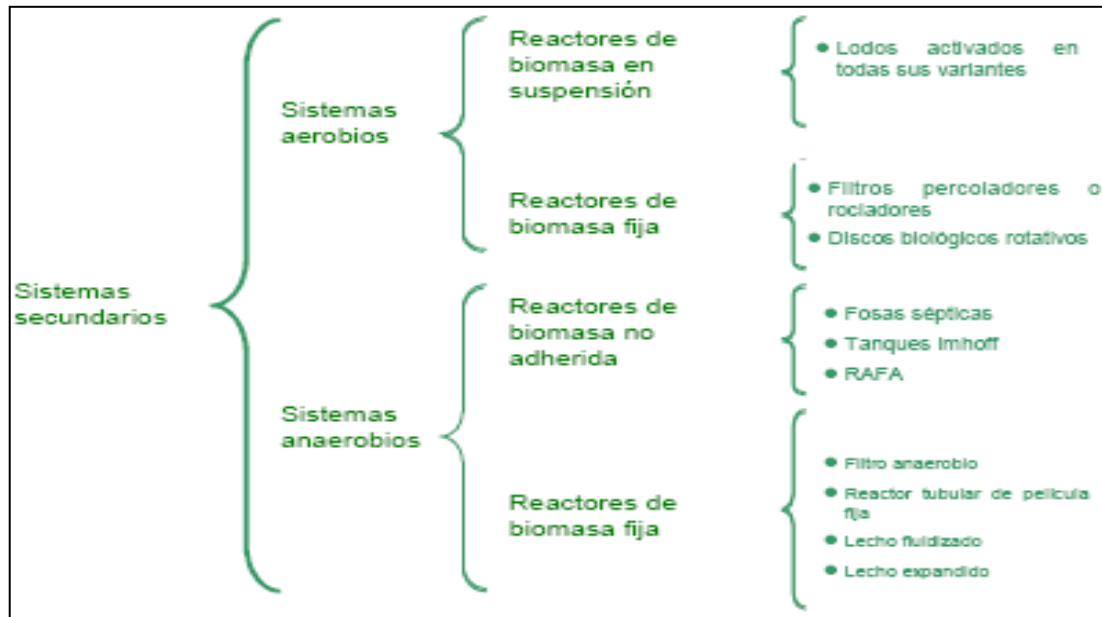 Sistemas
secundarios
Sistemas
aerobios
Reactores de
biomasa en
suspensión
Lodos activados en
todas sus variantes
Reactores de
biomasa fija
Filtros percoladores o
rociadores
Discos biológicos rotativos
Sistemas
anaerobios
Reactores de
biomasa no
adherida
Fosas sépticas
Tanques Imhoff
RAFA
Reactores de
biomasa fija
Filtro anaerobio
Reactor tubular de película
fija
Lecho fluidizado
Lecho expandido